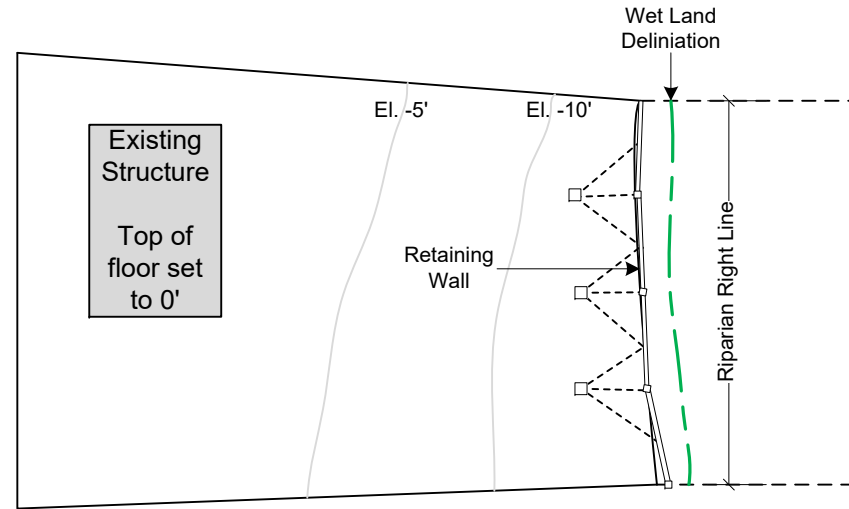 Wet Land
Deliniation
El. -5'
El. -10'
Existing
Structure
Top of
floor set
to 0'
Retaining
Wall
Riparian Right Line